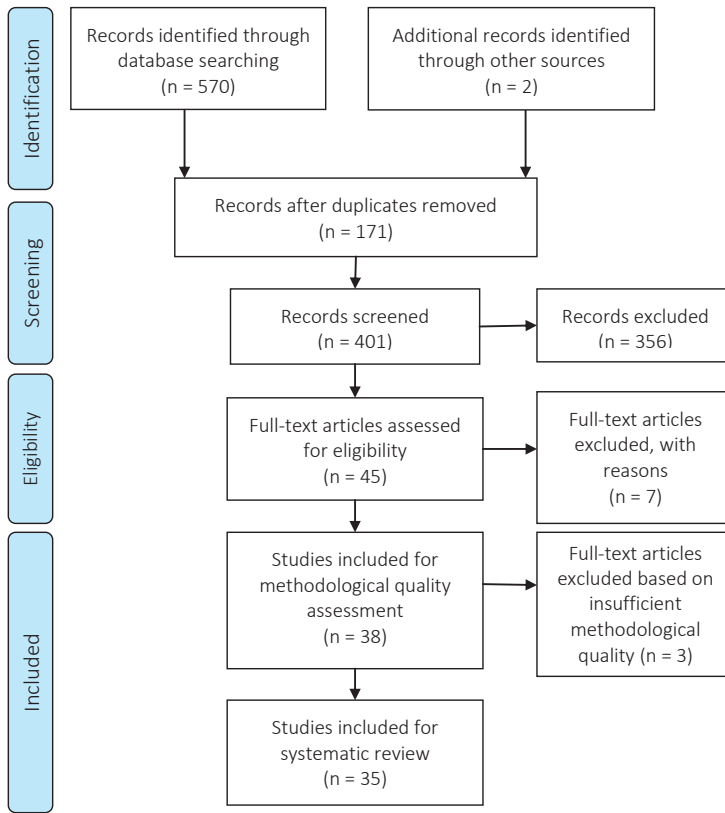 Identification
Records identified through
database searching
(n = 570)
Additional records identified
through other sources
(n = 2)
Records after duplicates removed
(n = 171)
Screening
Records screened
(n = 401)
Records excluded
(n = 356)
Eligibility
Full-text articles assessed
for eligibility
(n = 45)
Full-text articles
excluded, with
reasons
(n = 7)
Included
Studies included for
methodological quality
assessment
(n = 38)
Full-text articles
excluded based on
insufficient
methodological
quality (n = 3)
Studies included for
systematic review
(n = 35)